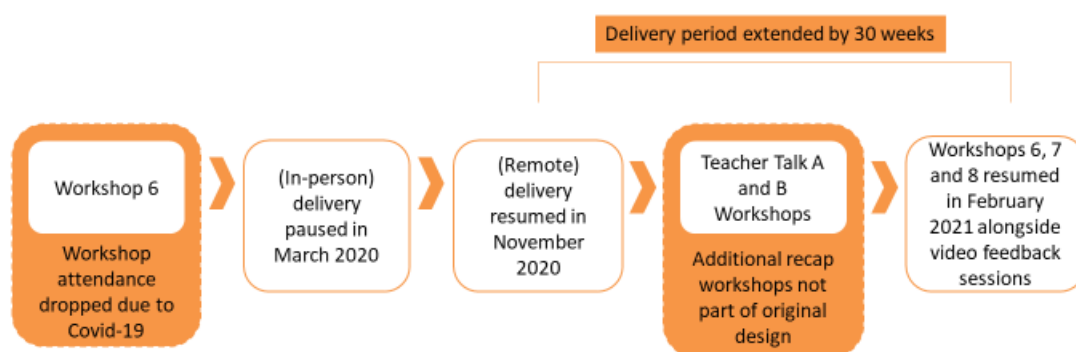 Delivery period extended by 30 weeks
Workshop 6
Workshop
attendance
dropped due to
Covid-19
(In-person)
delivery
paused in
March 2020
(Remote)
delivery
resumed in
November
2020
Teacher Talk A
and B
Workshops
Additional recap
workshops not
part of original
design
Workshops 6, 7
and 8 resumed
in February
2021 alongside
video feedback
sessions